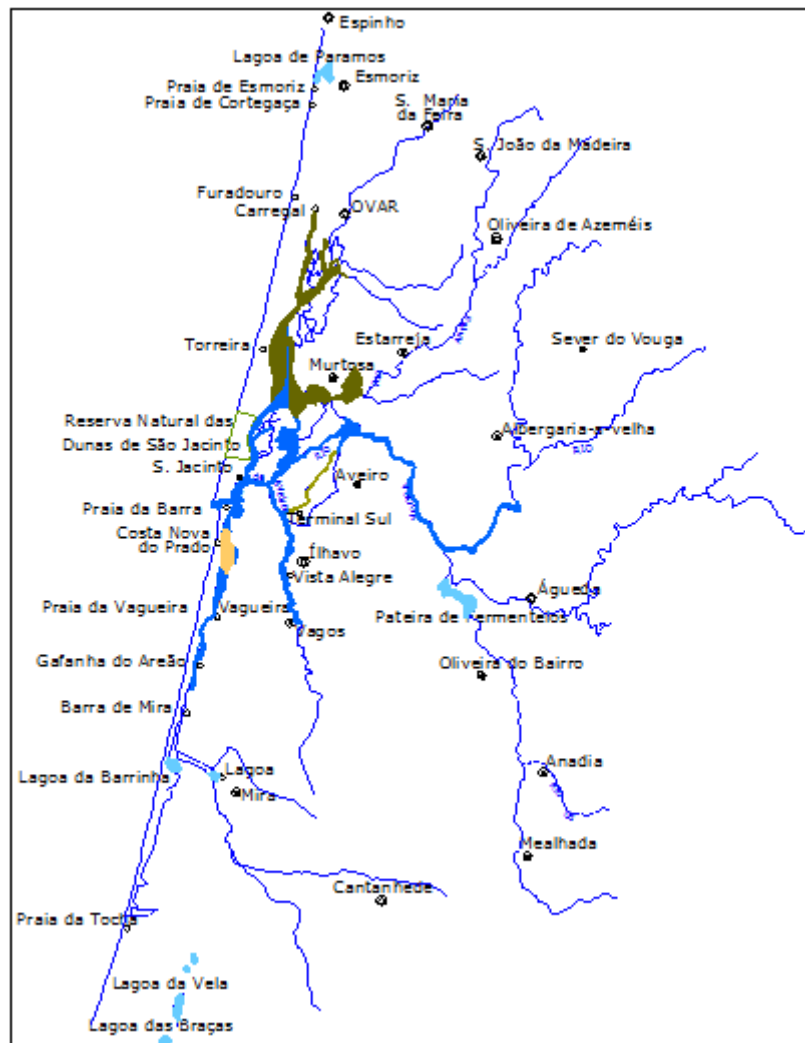 Espinho
Lagoa de Paramos
Esmoriz
Praia de Esmoriz
Praia de Cortegaça
S. Maria
da Feira
S. João da Madeira
Furadouro
Carregal
OVAR
Oliveira de Azeméis
Torreira
Estarreja
Sever do Vouga
Murtosa
Reserva Natural das
Dunas de São Jacinto
Albergaria-a-velha
RIO
S. Jacinto
Aveiro
Praia da Barra
Terminal Sul
Costa Nova
do Prado
Ílhavo
Vista Alegre
Águeda
Praia da Vagueira
Vagueira
Vagos
Pateira de Fermentelos
Gafanha do Areão
Oliveira do Bairro
Barra de Mira
Lagoa da Barrinha
Lagoa
Mira
Anadia
Mealhada
Cantanhede
Praia da Tocha
Lagoa da Vela
Lagoa das Braças